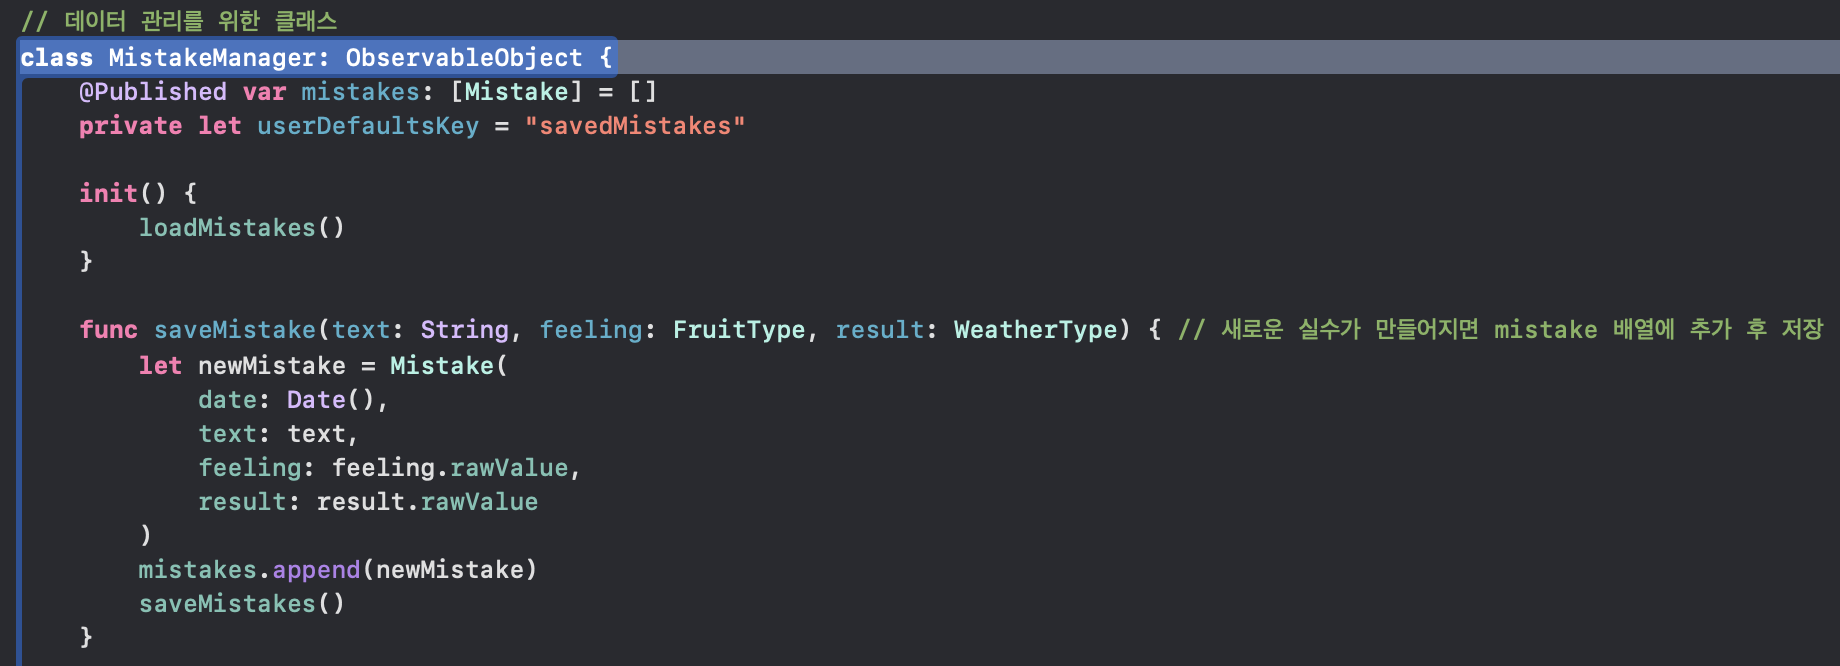 // 데이터 관리를 위한 클래스
class MistakeManager: ObservableObject {
    @Published var mistakes: [Mistake] = []
    private let userDefaultsKey = "savedMistakes"

    init() {
        loadMistakes()
    }

    func saveMistake(text: String, feeling: FruitType, result: WeatherType) { // 새로운 실수가 만들어지면 mistake 배열에 추가 후 저장
        let newMistake = Mistake(
            date: Date(),
            text: text,
            feeling: feeling.rawValue,
            result: result.rawValue
        )
        mistakes.append(newMistake)
        saveMistakes()
    }